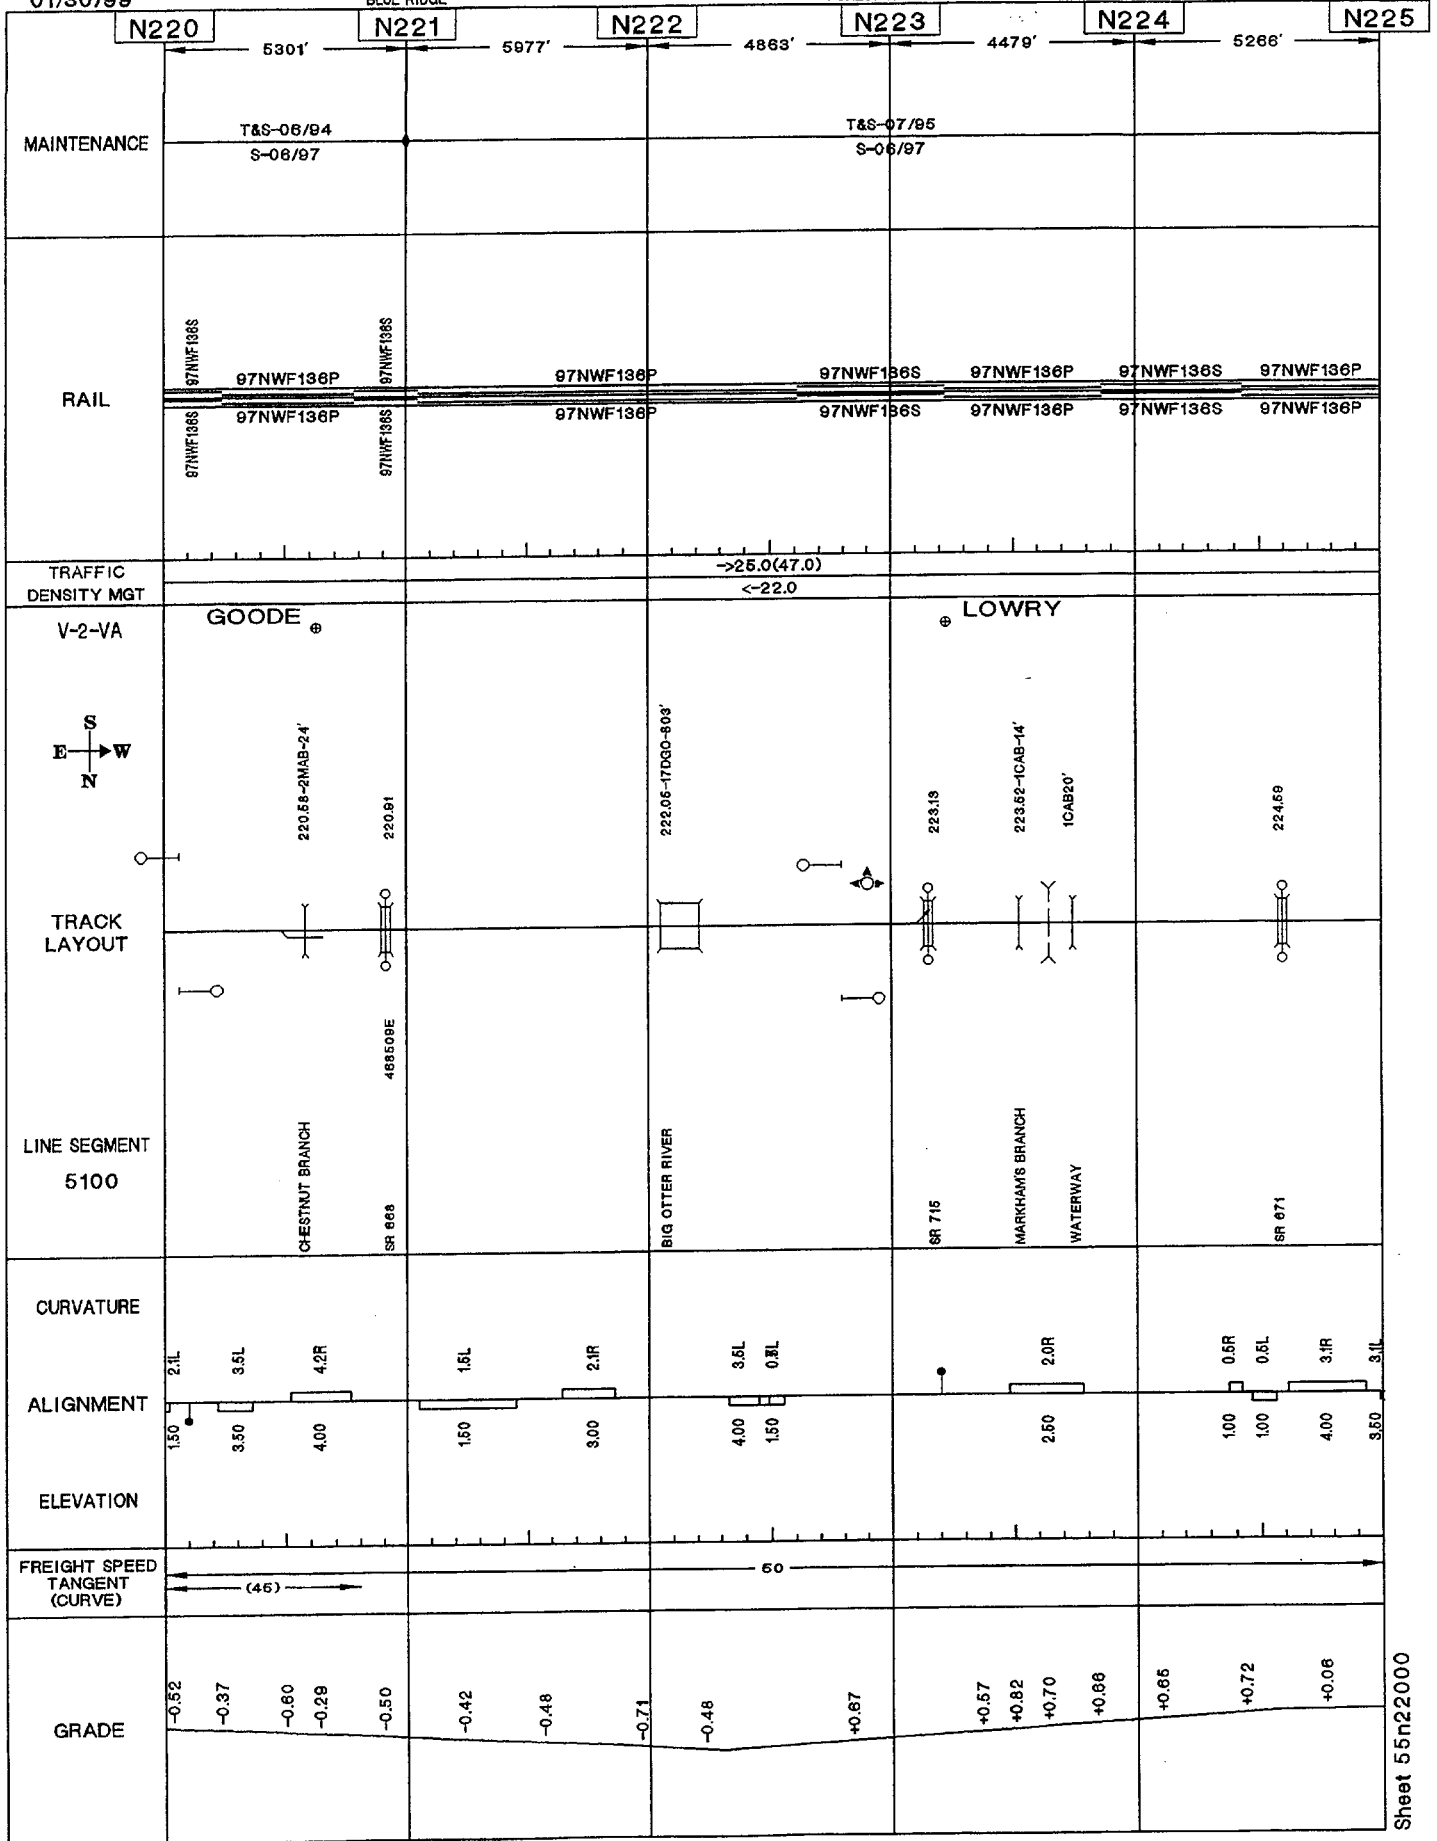 N220 N221 N222 N223 N224 N225
5301' 5977' 4863' 4479' 5266'
MAINTENANCE
T&S-06/94 T&S-07/95
S-06/97 S-06/97
RAIL
97NWF136S 97NWF136S
97NWF136P 97NWF136P 97NWF136S 97NWF136P 97NWF136S 97NWF136P
97NWF136P 97NWF136P 97NWF136S 97NWF136P 97NWF136S 97NWF136P
97NWF136S 97NWF136S
TRAFFIC
DENSITY MGT
->25.0(47.0)
<-22.0
V-2-VA
GOODE LOWRY
S
E W
N
220.58-2MAB-24' 220.91 222.05-17DGO-803' 223.13 223.52-1CAB-14' 1CAB20' 224.59
TRACK
LAYOUT
468509E
LINE SEGMENT
5100
CHESTNUT BRANCH SR 668 BIG OTTER RIVER SR 715 MARKHAM'S BRANCH WATERWAY SR 671
CURVATURE
2.1L 3.5L 4.2R 1.5L 2.1R 3.5L 2.0R 0.5R 0.5L 3.1R 3.1L
ALIGNMENT
1.50 3.50 4.00 1.50 3.00 4.00 1.50 2.50 1.00 1.00 4.00 3.50
ELEVATION
FREIGHT SPEED
TANGENT
(CURVE)
50
(45)
GRADE
-0.52 -0.37 -0.60 -0.29 -0.50 -0.42 -0.48 -0.71 -0.48 +0.67 +0.57 +0.82 +0.70 +0.66 +0.65 +0.72 +0.06
Sheet 55n22000